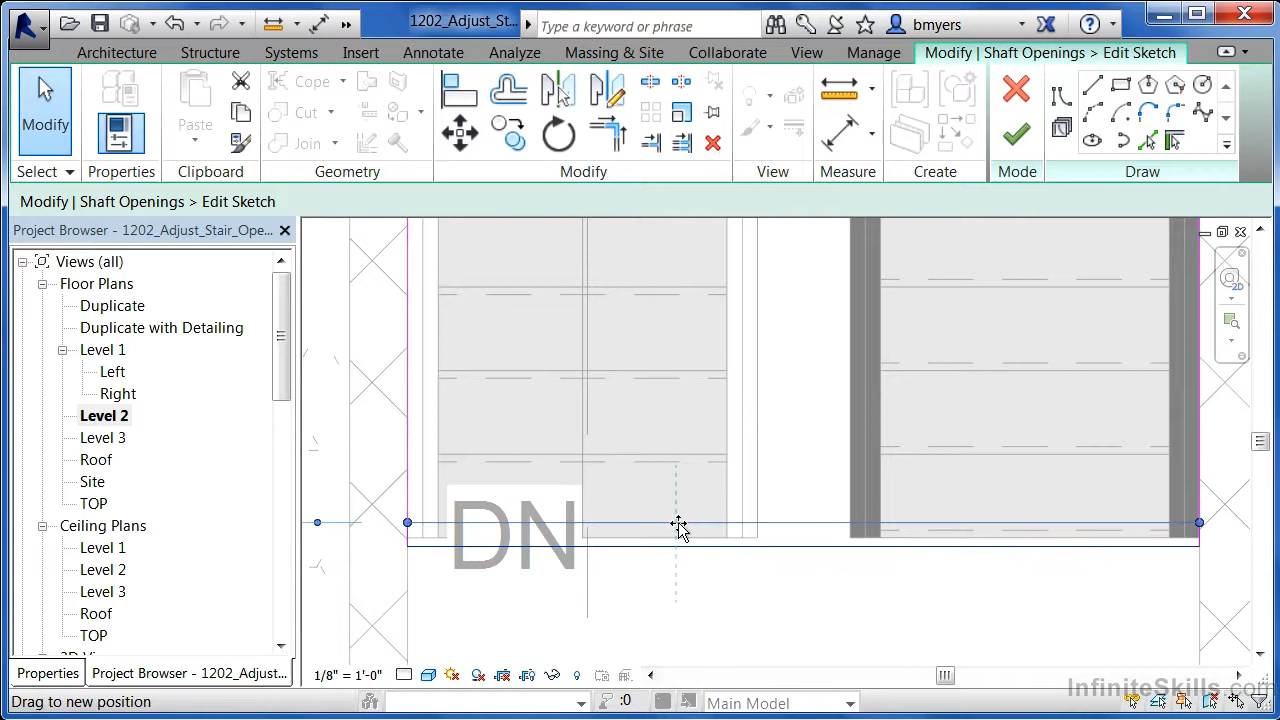 1202_Adjust_St...
Type a keyword or phrase
bmyers
Architecture
Structure
Systems
Insert
Annotate
Analyze
Massing & Site
Collaborate
View
Manage
Modify | Shaft Openings > Edit Sketch
Modify
Paste
Cope
Cut
Join
Select
Properties
Clipboard
Geometry
Modify
View
Measure
Create
Mode
Draw
Modify | Shaft Openings > Edit Sketch
Project Browser - 1202_Adjust_Stair_Ope...
Views (all)
Floor Plans
Duplicate
Duplicate with Detailing
Level 1
Left
Right
Level 2
Level 3
Roof
Site
TOP
Ceiling Plans
Level 1
Level 2
Level 3
Roof
TOP
DN
2D
Properties
Project Browser - 1202_Adjust...
1/8" = 1'-0"
Drag to new position
:0
Main Model
InfiniteSkills.com